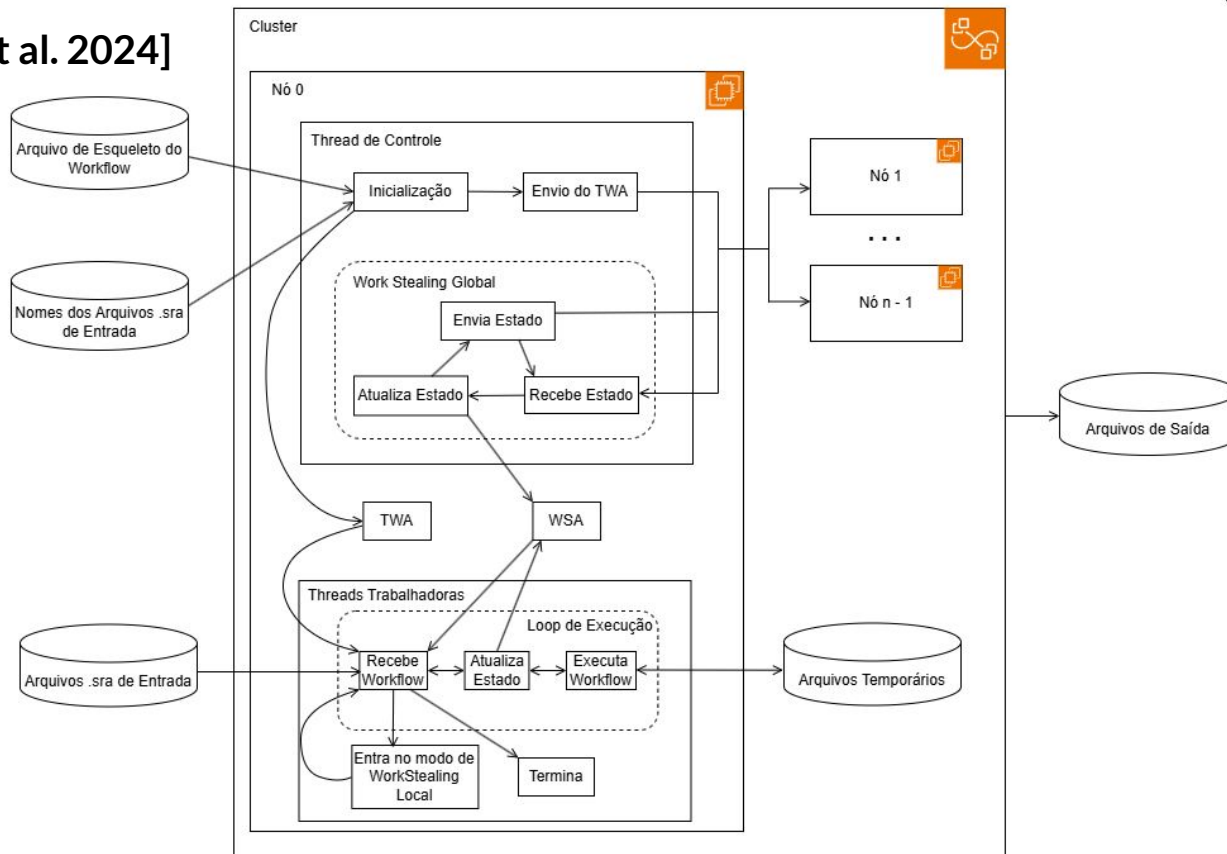 t al. 2024]
Cluster
Nó 0
Thread de Controle
Arquivo de Esqueleto do
Workflow
Inicialização
Envio do TWA
Nó 1
. . .
Work Stealing Global
Nomes dos Arquivos .sra
de Entrada
Envia Estado
Nó n - 1
Atualiza Estado
Recebe Estado
Arquivos de Saída
TWA
WSA
Threads Trabalhadoras
Loop de Execução
Arquivos .sra de Entrada
Recebe
Workflow
Atualiza
Estado
Executa
Workflow
Arquivos Temporários
Entra no modo de
WorkStealing
Local
Termina